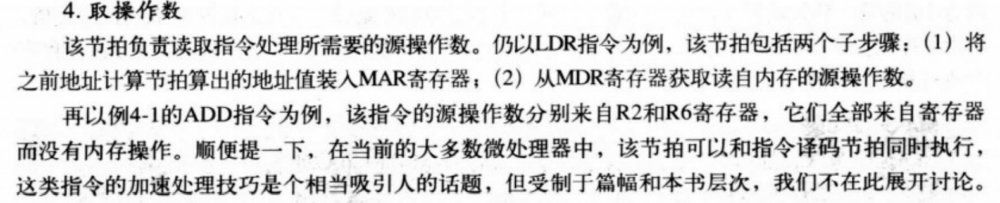 4. 取操作数
该节拍负责读取指令处理所需要的源操作数。仍以LDR指令为例，该节拍包括两个子步骤：（1）将
之前地址计算节拍算出的地址值装入MAR寄存器；（2）从MDR寄存器获取读自内存的源操作数。
再以例4-1的ADD指令为例，该指令的源操作数分别来自R2和R6寄存器，它们全部来自寄存器
而没有内存操作。顺便提一下，在当前的大多数微处理器中，该节拍可以和指令译码节拍同时执行，
这类指令的加速处理技巧是个相当吸引人的话题，但受制于篇幅和本书层次，我们不在此展开讨论。